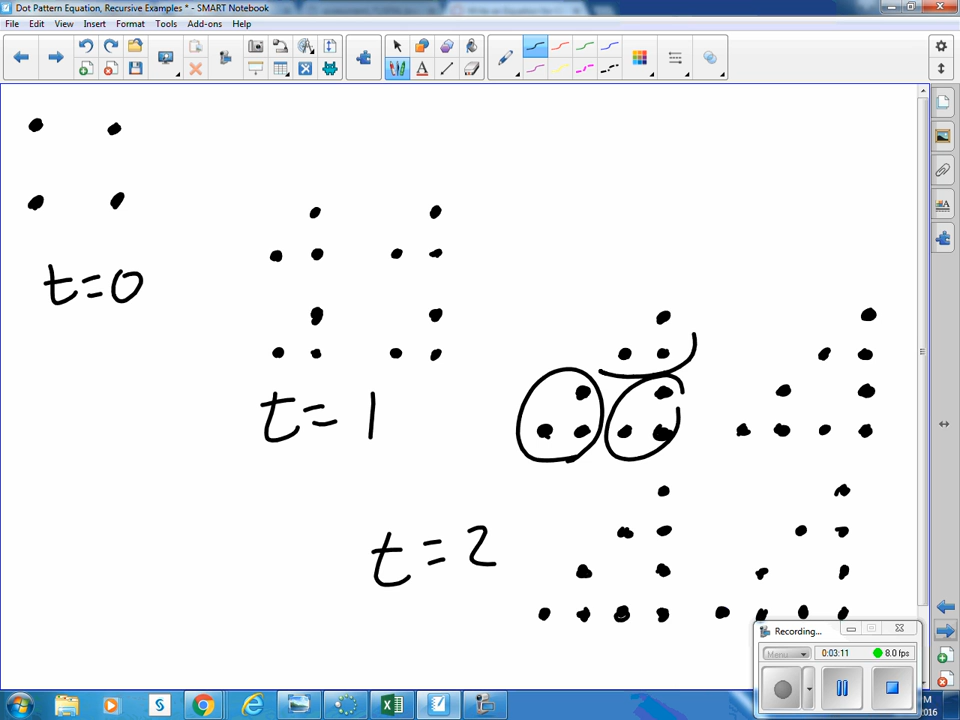 Dot Pattern Equation, Recursive Examples * - SMART Notebook
File Edit View Insert Format Tools Add-ons Help
t=0
t=1
t=2
Recording...
Menu
0:03:11
8.0 fps
M
2016